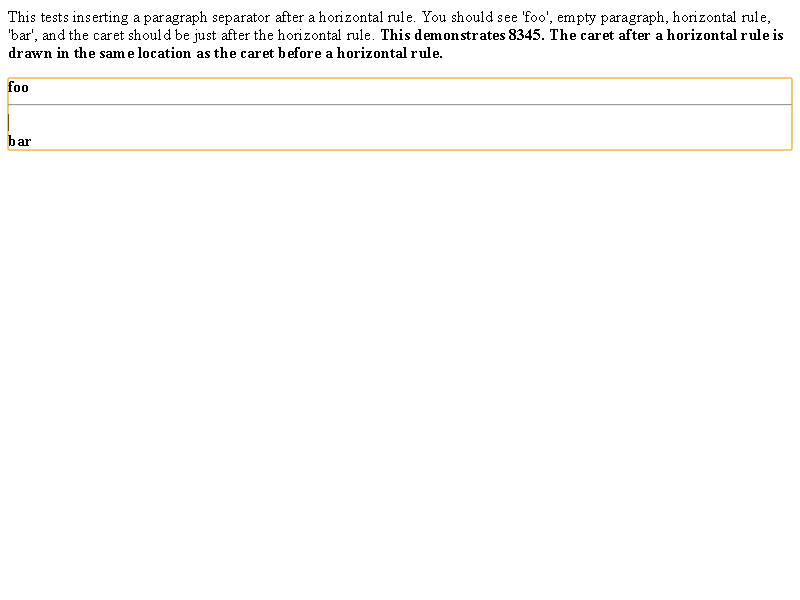 This tests inserting a paragraph separator after a horizontal rule. You should see 'foo', empty paragraph, horizontal rule,
'bar', and the caret should be just after the horizontal rule. This demonstrates 8345. The caret after a horizontal rule is
drawn in the same location as the caret before a horizontal rule.
foo
bar